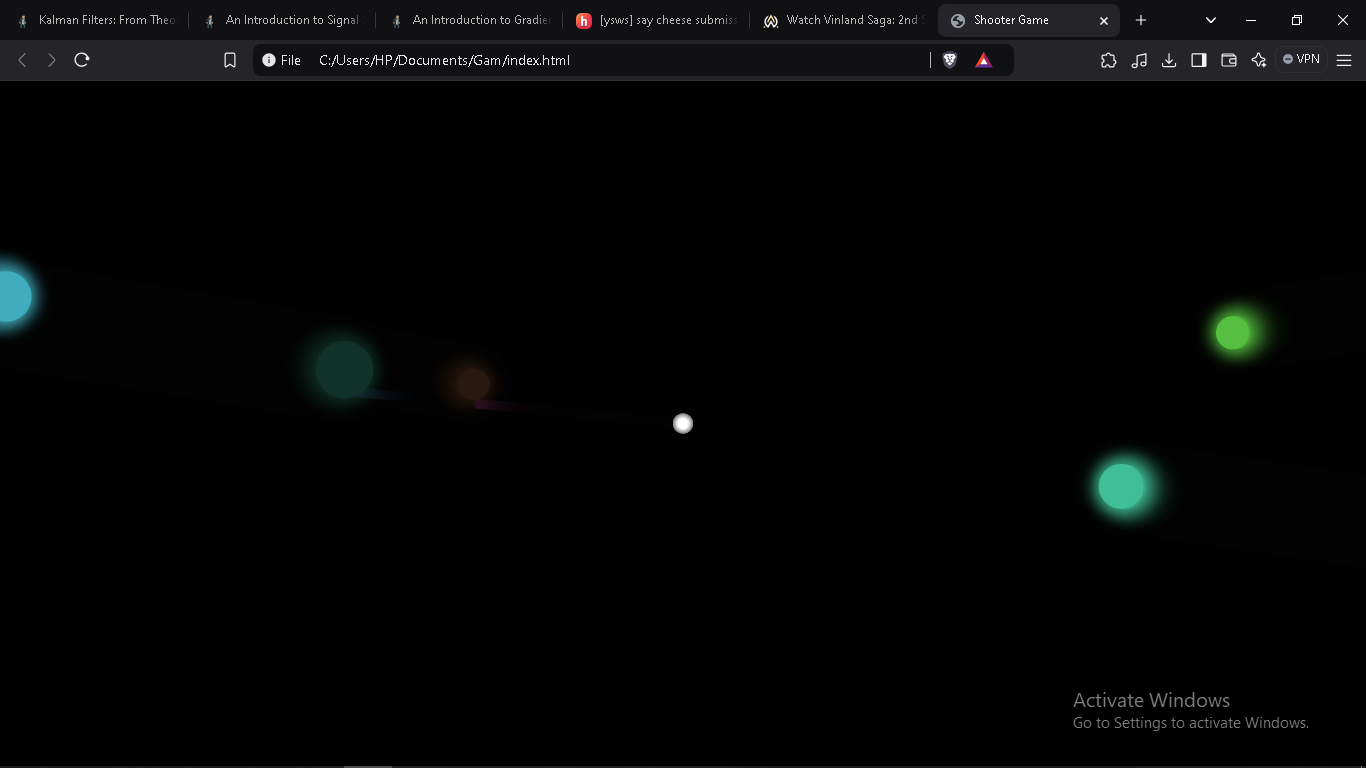 Kalman Filters: From Theo
An Introduction to Signal
An Introduction to Gradien
[ysws] say cheese submiss
Watch Vinland Saga: 2nd S
Shooter Game
File C:/Users/HP/Documents/Gam/index.html
VPN
Activate Windows
Go to Settings to activate Windows.